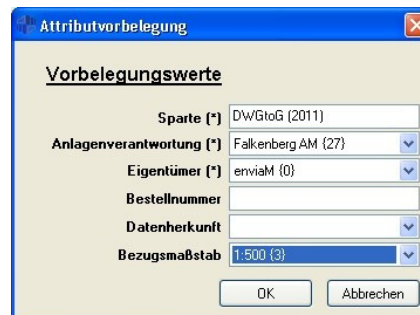 Attributvorbelegung
Vorbelegungswerte
Sparte (*) DWGtoG (2011)
Anlagenverantwortung (*) Falkenberg AM {27}
Eigentümer (*) enviaM {0}
Bestellnummer
Datenherkunft
Bezugsmaßstab 1:500 {3}
OK Abbrechen